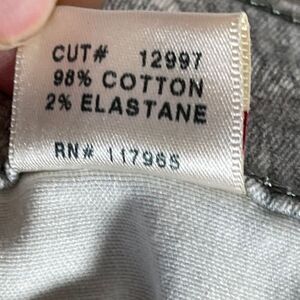 CUT# 12997
98% COTTON
2% ELASTANE
RN# 117965